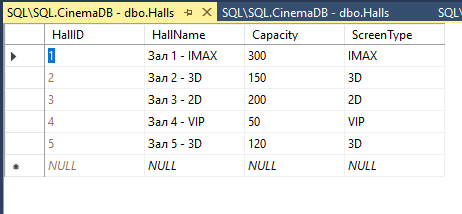 SQL\SQL.CinemaDB - dbo.Halls SQL\SQL.CinemaDB - dbo.Halls SQL\SQL
HallID HallName Capacity ScreenType
1 Зал 1 - IMAX 300 IMAX
2 Зал 2 - 3D 150 3D
3 Зал 3 - 2D 200 2D
4 Зал 4 - VIP 50 VIP
5 Зал 5 - 3D 120 3D
NULL NULL NULL NULL